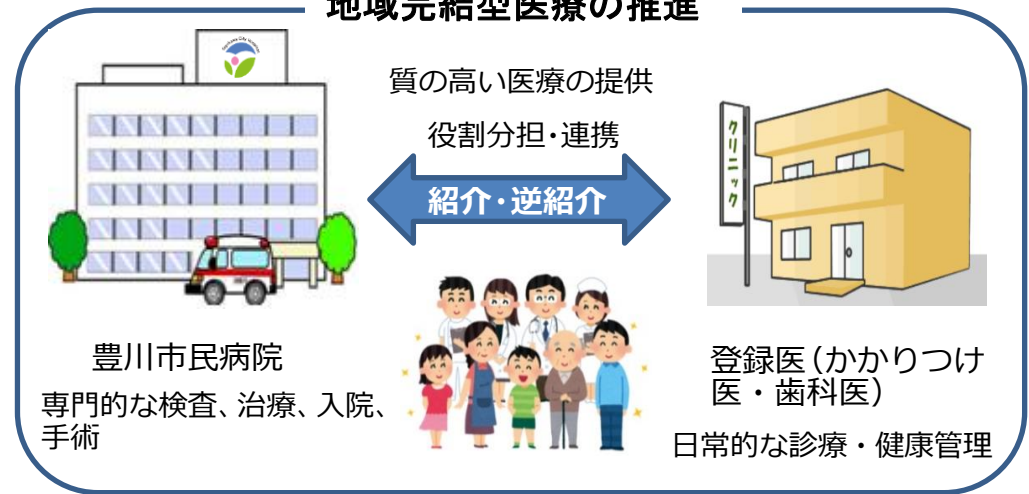 地域完結型医療の推進
質の高い医療の提供
役割分担・連携
紹介・逆紹介
クリニック
豊川市民病院
専門的な検査、治療、入院、
手術
登録医(かかりつけ
医・歯科医)
日常的な診療・健康管理